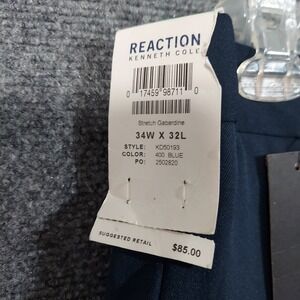 REACTION
KENNETH COLE
0 17459 98711 0
Stretch Gabardine
34W X 32L
STYLE: KD50193
COLOR: 400 BLUE
PO: 2502820
SUGGESTED RETAIL $85.00